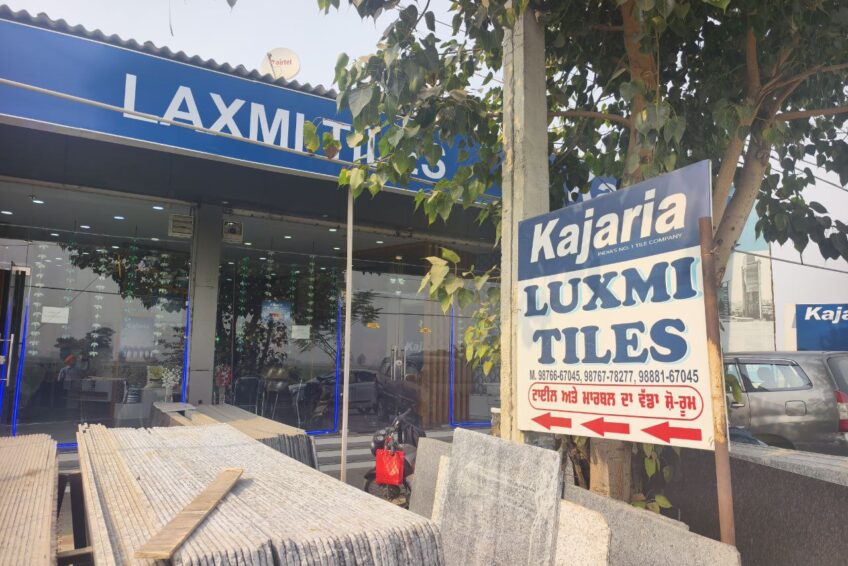 airtel
LAXMI TILES
Kajaria
INDIA'S NO. 1 TILE COMPANY
LUXMI
TILES
M. 98766-67045, 98767-78277, 98881-67045
ਟਾਈਲ ਅਤੇ ਮਾਰਬਲ ਦਾ ਵੱਡਾ ਸ਼ੋ-ਰੂਮ
Kaja